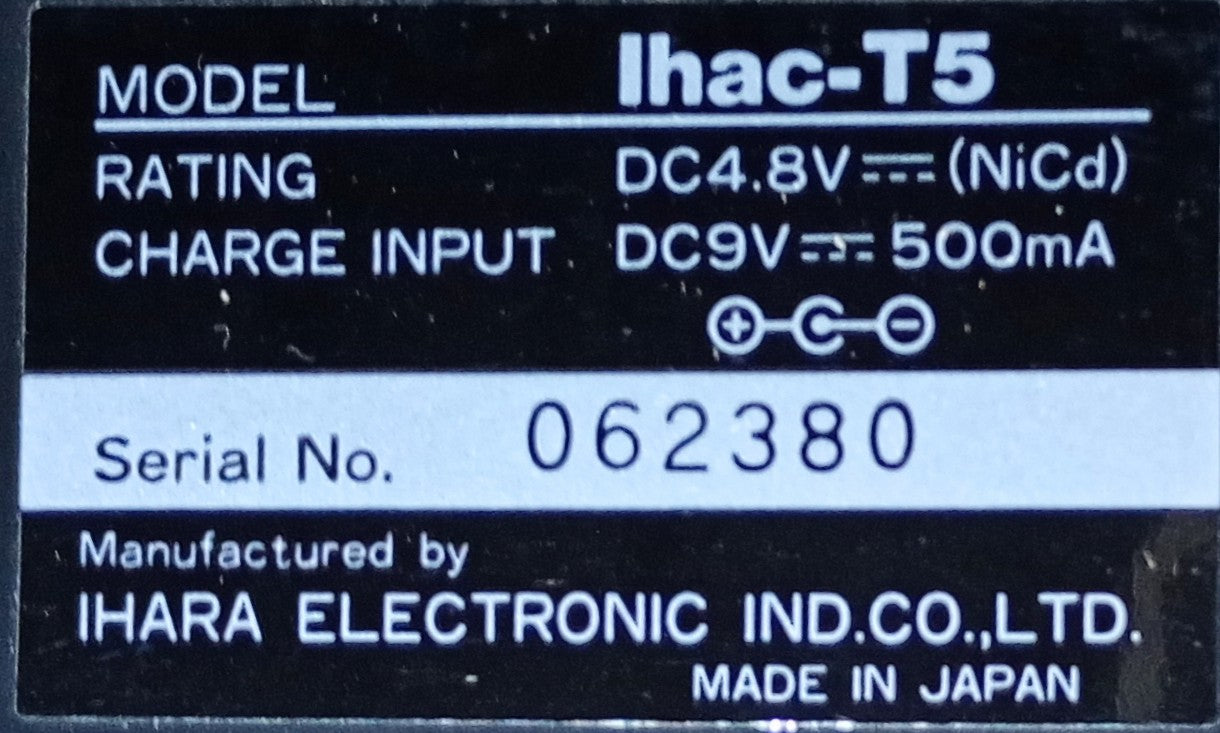 MODEL Ihac-T5
RATING DC4.8V⎓(NiCd)
CHARGE INPUT DC9V⎓500mA
Serial No. 062380
Manufactured by
IHARA ELECTRONIC IND.CO.,LTD.
MADE IN JAPAN